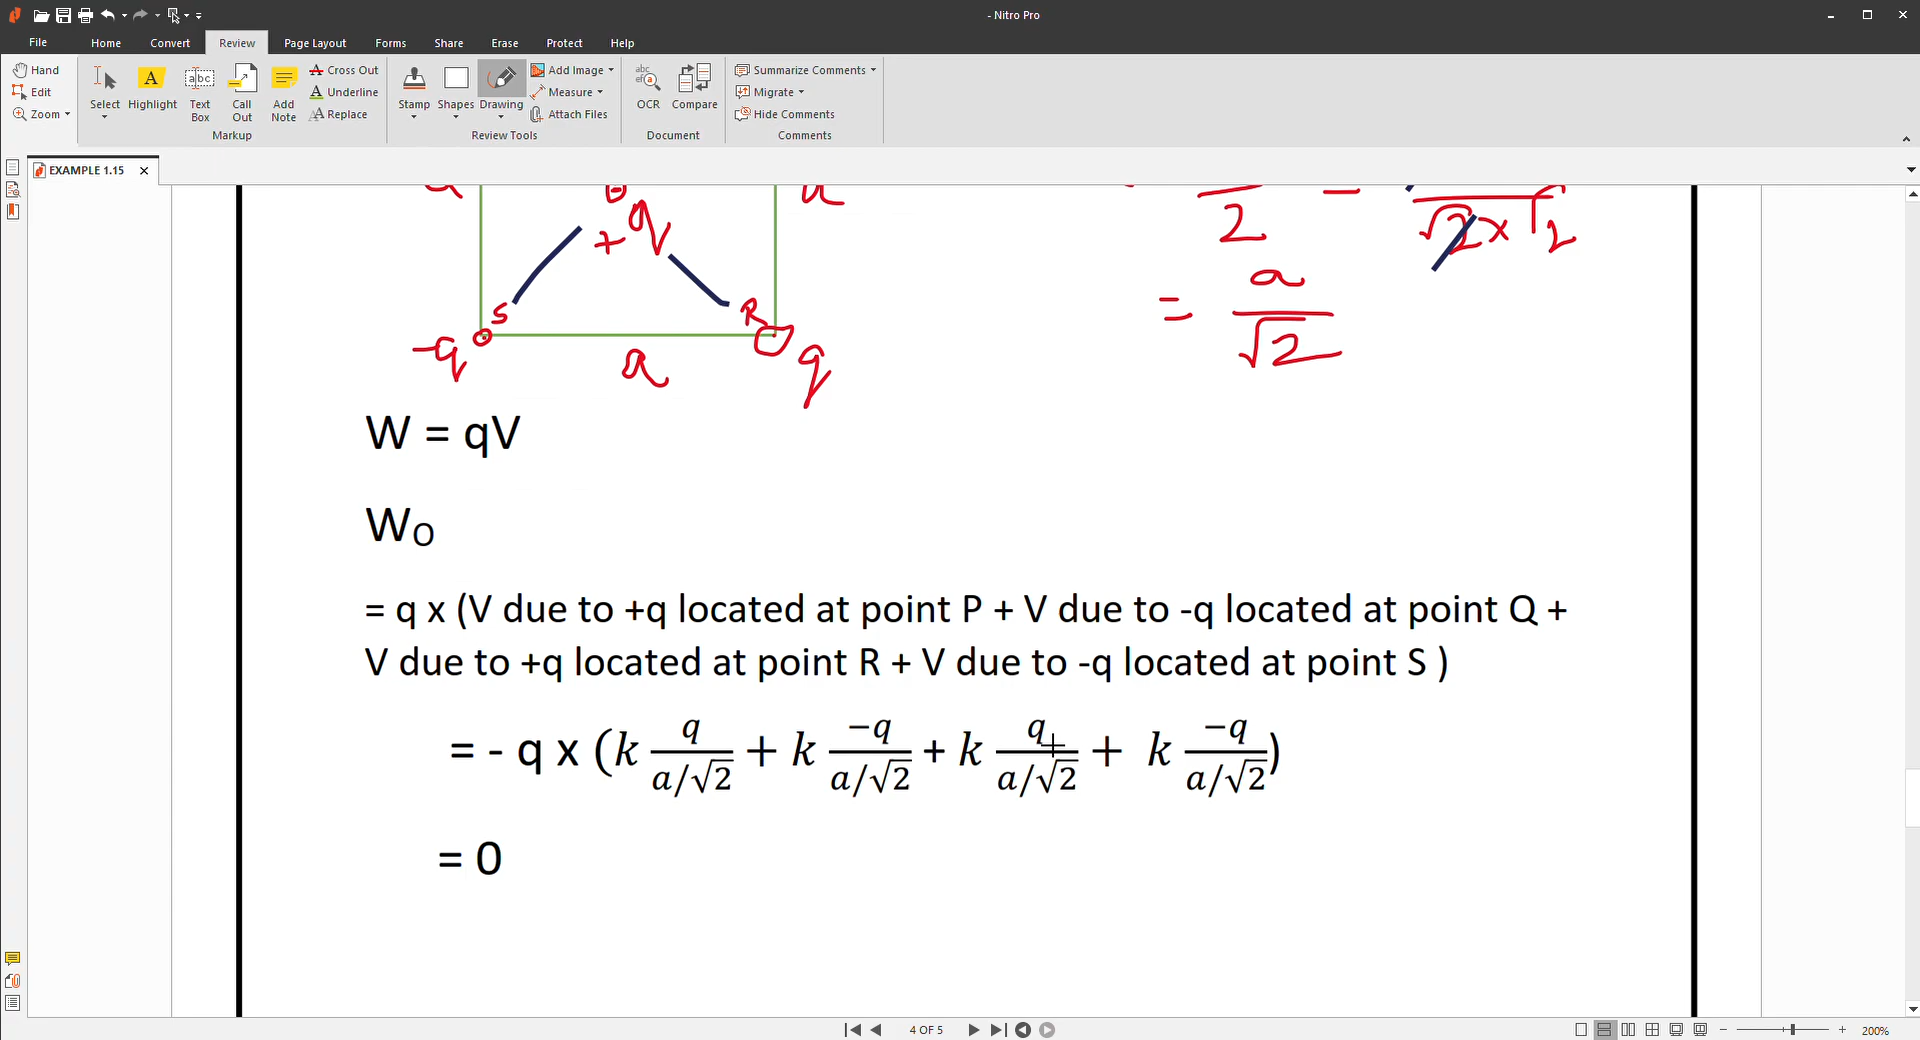 - Nitro Pro
File Home Convert Review Page Layout Forms Share Erase Protect Help
Hand
Edit
Zoom
Select
Highlight
Text Box
Call Out
Add Note
Cross Out
Underline
Replace
Markup
Stamp
Shapes
Drawing
Add Image
Measure
Attach Files
Review Tools
OCR
Compare
Document
Summarize Comments
Migrate
Hide Comments
Comments
EXAMPLE 1.15
a
+q
a
2
=
√2 x √2
= a/√2
S
R
-q
a
q
W = qV
W_O
= q x (V due to +q located at point P + V due to -q located at point Q +
V due to +q located at point R + V due to -q located at point S )
= - q x (k q/(a/√2) + k -q/(a/√2) + k q/(a/√2) + k -q/(a/√2))
= 0
4 OF 5
200%